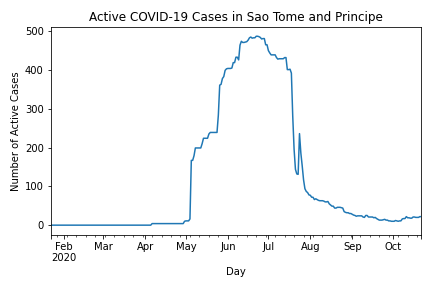 Active COVID-19 Cases in Sao Tome and Principe
Number of Active Cases
500
400
300
200
100
0
Feb Mar Apr May Jun Jul Aug Sep Oct
2020
Day